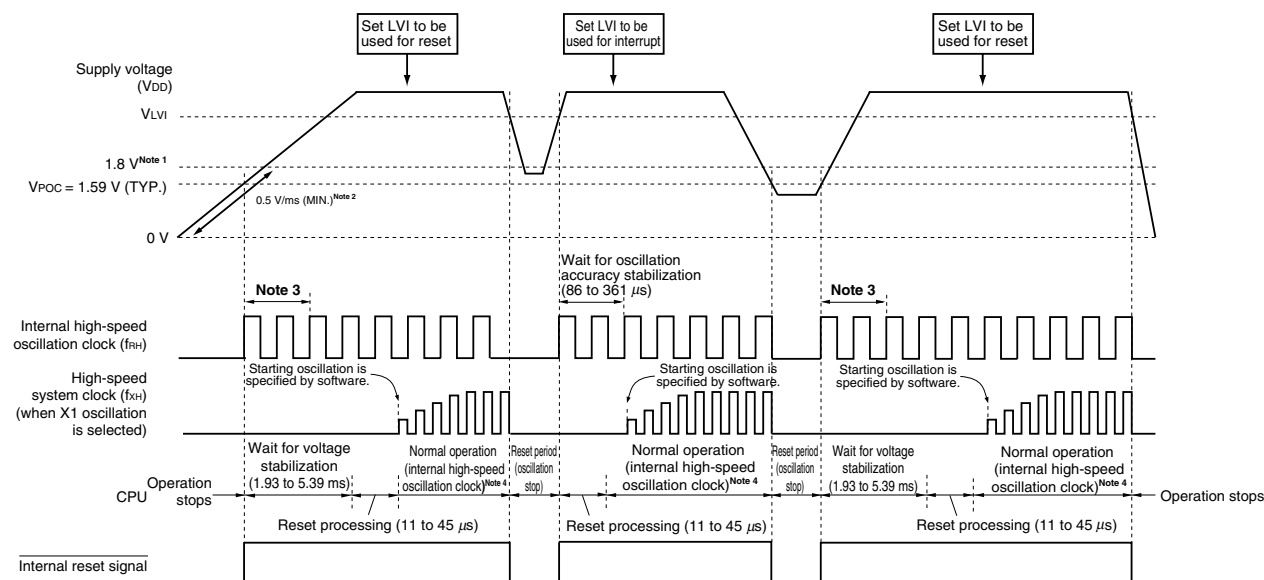 Set LVI to be
used for reset
Set LVI to be
used for interrupt
Set LVI to be
used for reset
Supply voltage
(VDD)
VLVI
1.8 V Note 1
VPOC = 1.59 V (TYP.)
0.5 V/ms (MIN.) Note 2
0 V
Wait for oscillation
accuracy stabilization
(86 to 361 μs)
Note 3
Note 3
Internal high-speed
oscillation clock (fRH)
Starting oscillation is
specified by software.
Starting oscillation is
specified by software.
Starting oscillation is
specified by software.
High-speed
system clock (fXH)
(when X1 oscillation
is selected)
Wait for voltage
stabilization
(1.93 to 5.39 ms)
Normal operation
(internal high-speed
oscillation clock) Note 4
Reset period
(oscillation
stop)
Normal operation
(internal high-speed
oscillation clock) Note 4
Reset period
(oscillation
stop)
Wait for voltage
stabilization
(1.93 to 5.39 ms)
Normal operation
(internal high-speed
oscillation clock) Note 4
CPU
Operation
stops
Operation stops
Reset processing (11 to 45 μs)
Reset processing (11 to 45 μs)
Reset processing (11 to 45 μs)
Internal reset signal